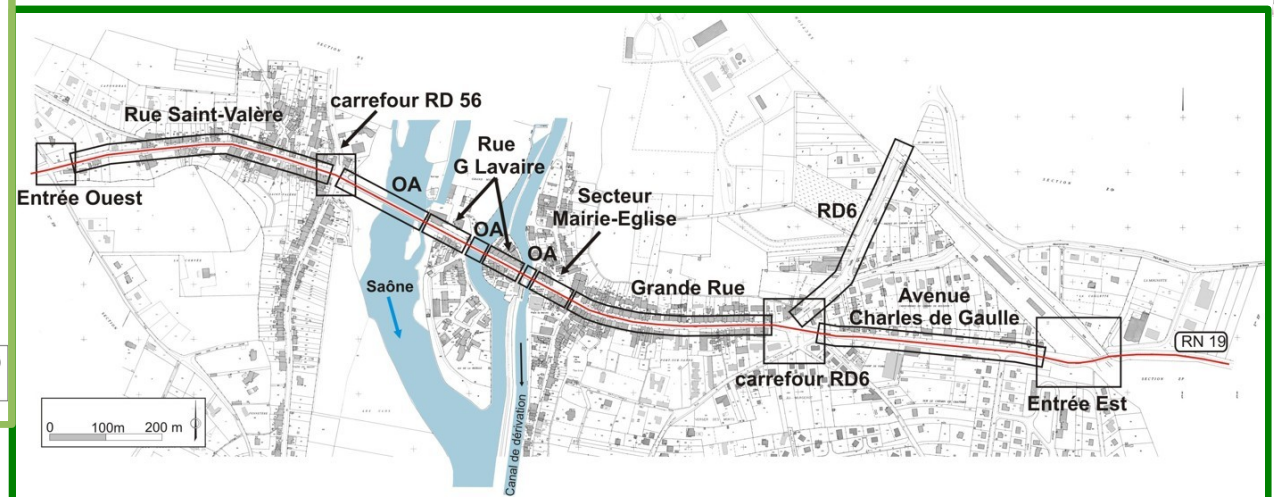 Rue Saint-Valère
carrefour RD 56
Entrée Ouest
OA
Rue
G Lavaire
OA
OA
Secteur
Mairie-Eglise
Saône
Grande Rue
RD6
Avenue
Charles de Gaulle
RN 19
carrefour RD6
Entrée Est
Canal de dérivation
0 100m 200 m